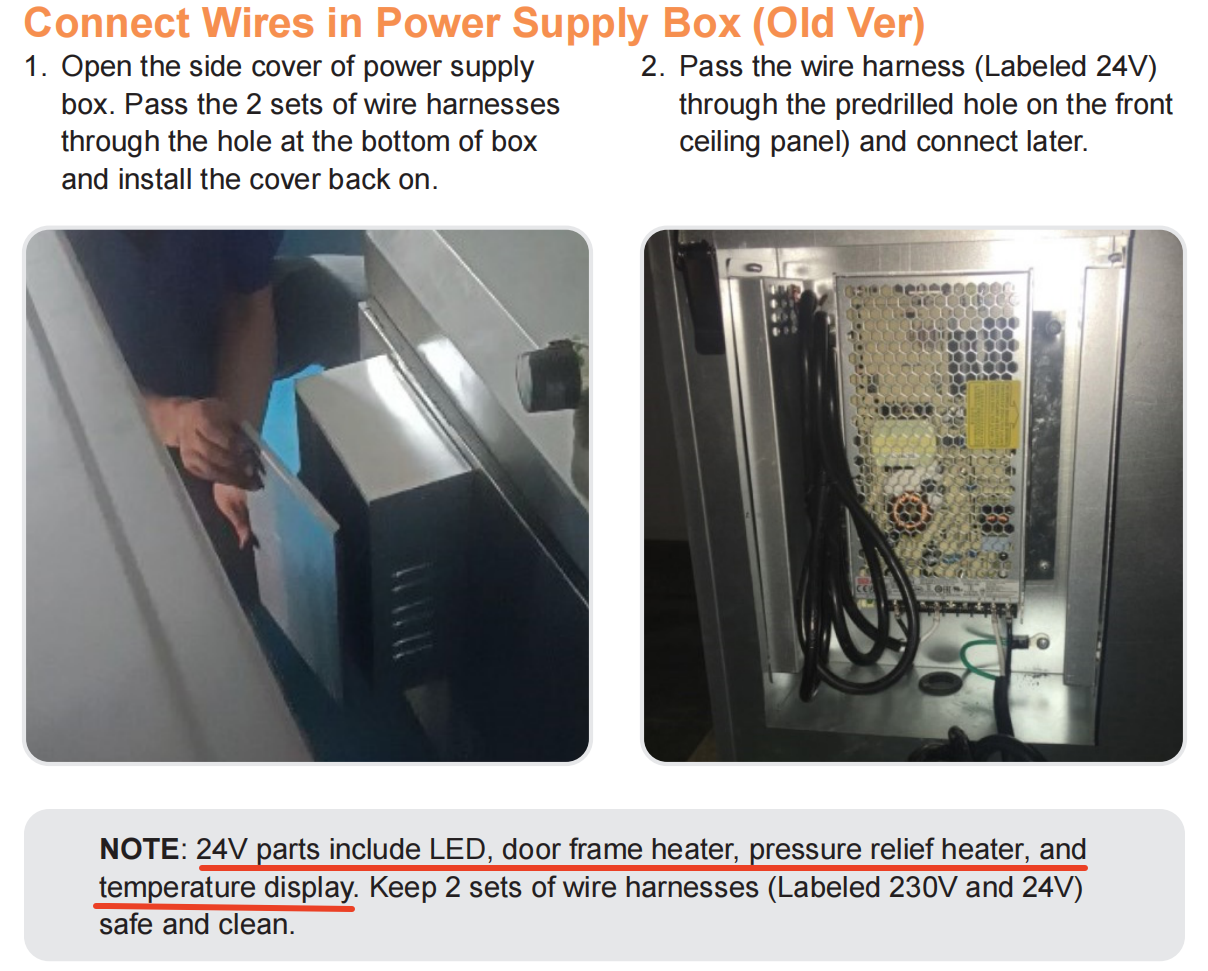 Connect Wires in Power Supply Box (Old Ver)
1. Open the side cover of power supply
box. Pass the 2 sets of wire harnesses
through the hole at the bottom of box
and install the cover back on.
2. Pass the wire harness (Labeled 24V)
through the predrilled hole on the front
ceiling panel) and connect later.
NOTE: 24V parts include LED, door frame heater, pressure relief heater, and
temperature display. Keep 2 sets of wire harnesses (Labeled 230V and 24V)
safe and clean.